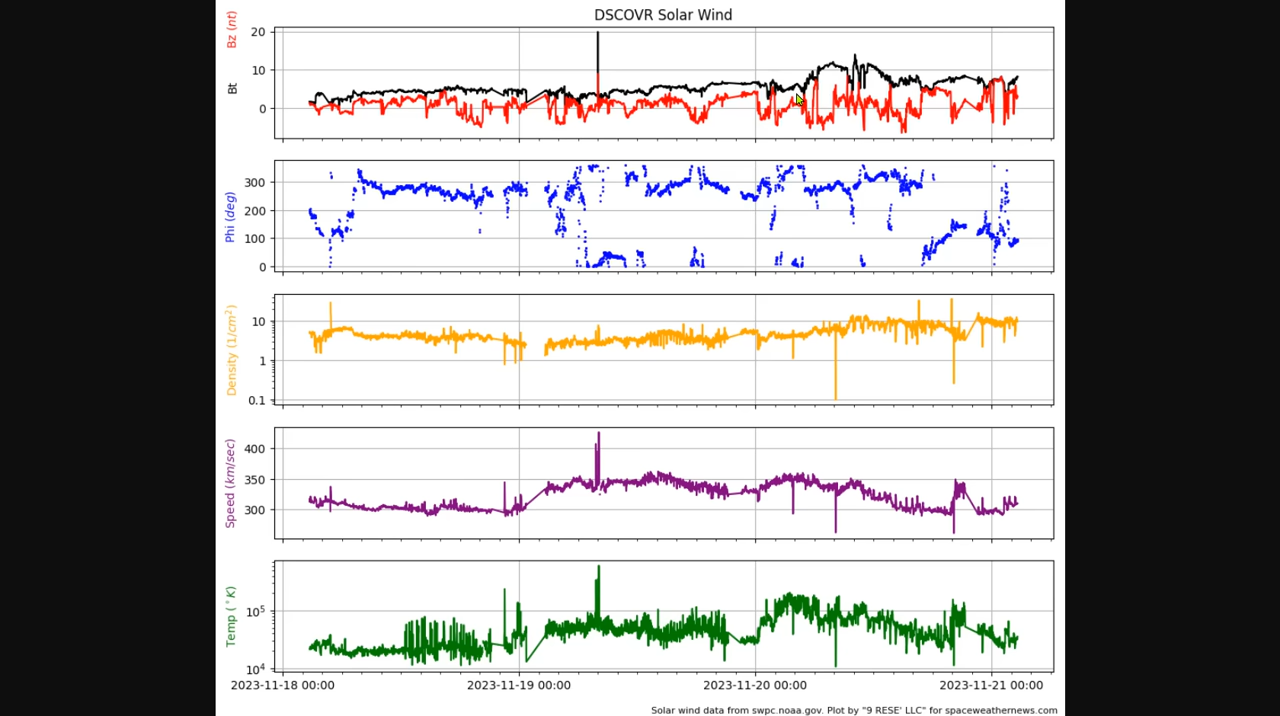 DSCOVR Solar Wind
Bz (nt)
Bt
20
10
0
Phi (deg)
300
200
100
0
Density (1/cm²)
10
1
0.1
Speed (km/sec)
400
350
300
Temp (°K)
10⁵
10⁴
2023-11-18 00:00 2023-11-19 00:00 2023-11-20 00:00 2023-11-21 00:00
Solar wind data from swpc.noaa.gov. Plot by "9 RESE' LLC" for spaceweathernews.com